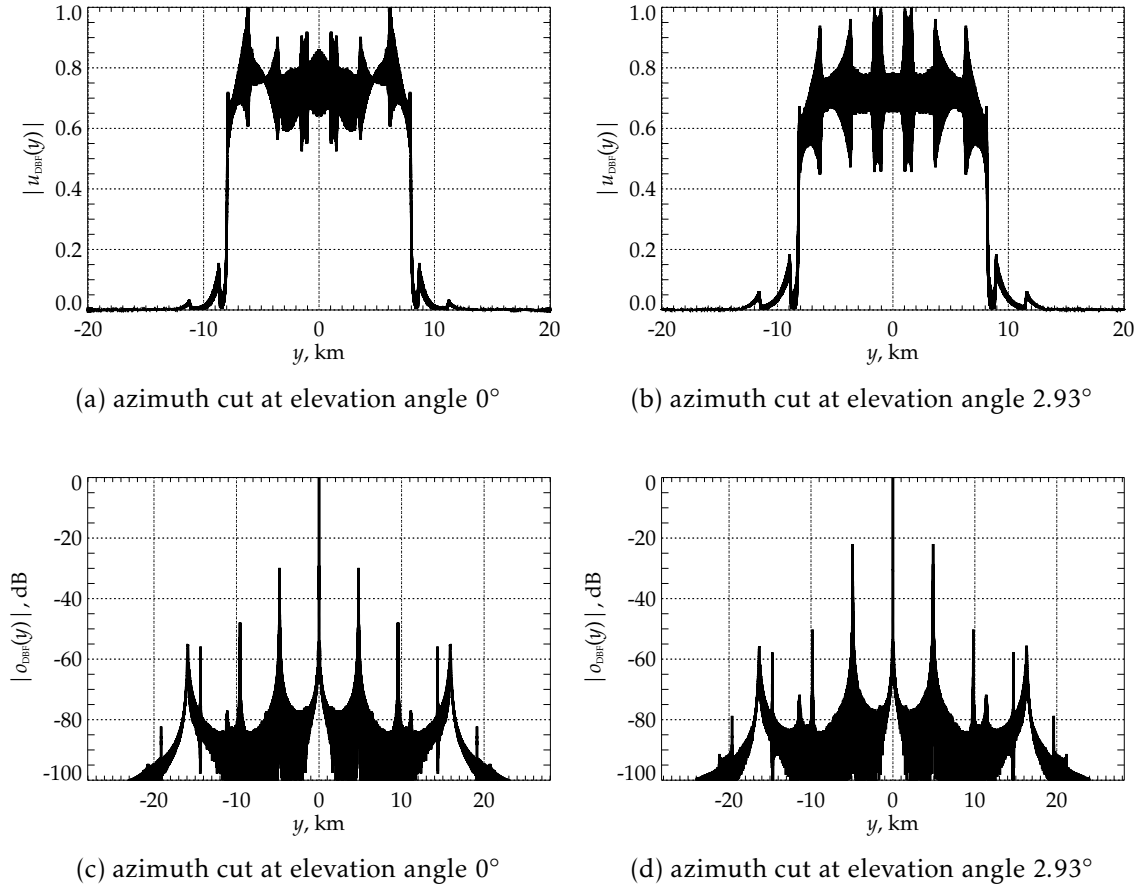 1.0
0.8
0.6
0.4
0.2
0.0
| u_DBF(y) |
-20 -10 0 10 20
y, km
(a) azimuth cut at elevation angle 0°
1.0
0.8
0.6
0.4
0.2
0.0
| u_DBF(y) |
-20 -10 0 10 20
y, km
(b) azimuth cut at elevation angle 2.93°
0
-20
-40
-60
-80
-100
| o_DBF(y) | , dB
-20 -10 0 10 20
y, km
(c) azimuth cut at elevation angle 0°
0
-20
-40
-60
-80
-100
| o_DBF(y) | , dB
-20 -10 0 10 20
y, km
(d) azimuth cut at elevation angle 2.93°